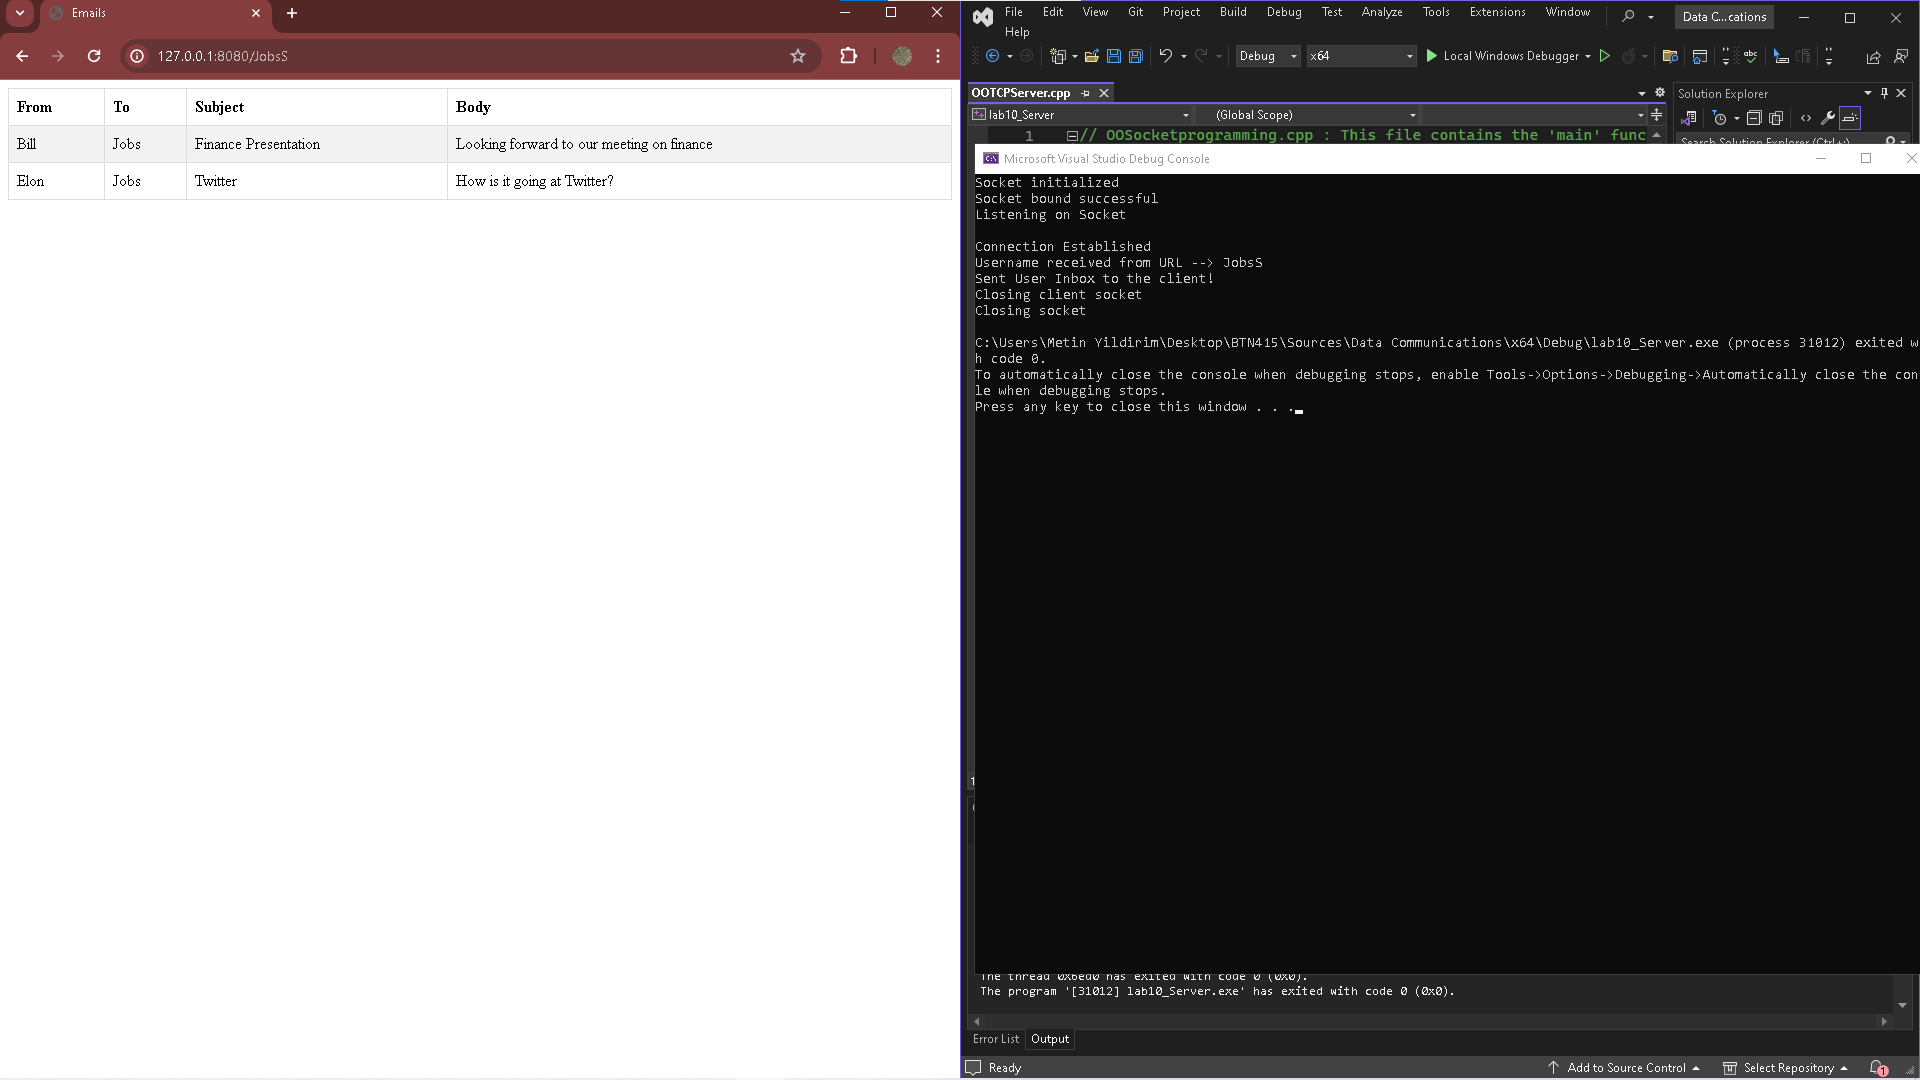 Emails
127.0.0.1:8080/JobsS
From To Subject Body
Bill Jobs Finance Presentation Looking forward to our meeting on finance
Elon Jobs Twitter How is it going at Twitter?
File Edit View Git Project Build Debug Test Analyze Tools Extensions Window
Help
Data C...cations
Debug x64 Local Windows Debugger
OOTCPServer.cpp
Solution Explorer
lab10_Server (Global Scope)
1 // OOSocketprogramming.cpp : This file contains the 'main' func
Search Solution Explorer (Ctrl+;)
Microsoft Visual Studio Debug Console
Socket initialized
Socket bound successful
Listening on Socket
Connection Established
Username received from URL --> JobsS
Sent User Inbox to the client!
Closing client socket
Closing socket
C:\Users\Metin Yildirim\Desktop\BTN415\Sources\Data Communications\x64\Debug\lab10_Server.exe (process 31012) exited w
h code 0.
To automatically close the console when debugging stops, enable Tools->Options->Debugging->Automatically close the con
le when debugging stops.
Press any key to close this window . . .
The thread 0x6ed0 has exited with code 0 (0x0).
The program '[31012] lab10_Server.exe' has exited with code 0 (0x0).
Error List Output
Ready Add to Source Control Select Repository 1